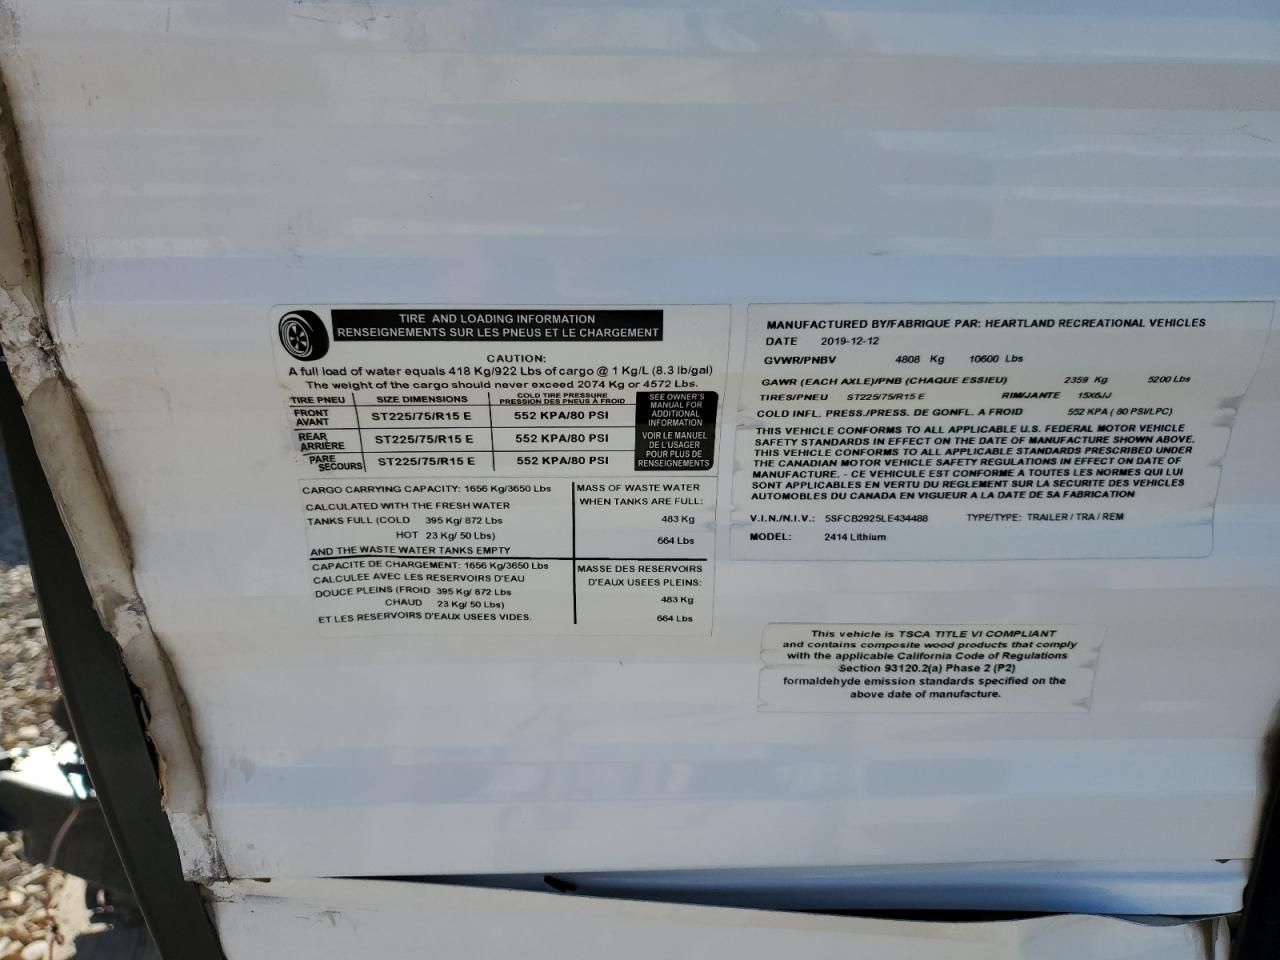 TIRE AND LOADING INFORMATION
RENSEIGNEMENTS SUR LES PNEUS ET LE CHARGEMENT
CAUTION:
A full load of water equals 418 Kg/922 Lbs of cargo @ 1 Kg/L (8.3 lb/gal)
The weight of the cargo should never exceed 2074 Kg or 4572 Lbs.
TIRE PNEU SIZE DIMENSIONS COLD TIRE PRESSURE
PRESSION DES PNEUS À FROID
FRONT
AVANT ST225/75/R15 E 552 KPA/80 PSI
REAR
ARRIÈRE ST225/75/R15 E 552 KPA/80 PSI
PARE
SECOURS ST225/75/R15 E 552 KPA/80 PSI
SEE OWNER'S
MANUAL FOR
ADDITIONAL
INFORMATION
VOIR LE MANUEL
DE L'USAGER
POUR PLUS DE
RENSEIGNEMENTS
CARGO CARRYING CAPACITY: 1656 Kg/3650 Lbs
CALCULATED WITH THE FRESH WATER
TANKS FULL (COLD 395 Kg/ 872 Lbs
HOT 23 Kg/ 50 Lbs)
AND THE WASTE WATER TANKS EMPTY
MASS OF WASTE WATER
WHEN TANKS ARE FULL:
483 Kg
664 Lbs
CAPACITE DE CHARGEMENT: 1656 Kg/3650 Lbs
CALCULEE AVEC LES RESERVOIRS D'EAU
DOUCE PLEINS (FROID 395 Kg/ 872 Lbs
CHAUD 23 Kg/ 50 Lbs)
ET LES RESERVOIRS D'EAUX USEES VIDES.
MASSE DES RESERVOIRS
D'EAUX USEES PLEINS:
483 Kg
664 Lbs
MANUFACTURED BY/FABRIQUE PAR: HEARTLAND RECREATIONAL VEHICLES
DATE 2019-12-12
GVWR/PNBV 4808 Kg 10600 Lbs
GAWR (EACH AXLE)/PNB (CHAQUE ESSIEU) 2359 Kg 5200 Lbs
TIRES/PNEU ST225/75/R15 E RIM/JANTE 15X6JJ
COLD INFL. PRESS./PRESS. DE GONFL. A FROID 552 KPA ( 80 PSI/LPC)
THIS VEHICLE CONFORMS TO ALL APPLICABLE U.S. FEDERAL MOTOR VEHICLE
SAFETY STANDARDS IN EFFECT ON THE DATE OF MANUFACTURE SHOWN ABOVE.
THIS VEHICLE CONFORMS TO ALL APPLICABLE STANDARDS PRESCRIBED UNDER
THE CANADIAN MOTOR VEHICLE SAFETY REGULATIONS IN EFFECT ON DATE OF
MANUFACTURE. - CE VEHICULE EST CONFORME A TOUTES LES NORMES QUI LUI
SONT APPLICABLES EN VERTU DU REGLEMENT SUR LA SECURITE DES VEHICLES
AUTOMOBILES DU CANADA EN VIGUEUR A LA DATE DE SA FABRICATION
V.I.N./N.I.V.: 5SFCB2925LE434488 TYPE/TYPE: TRAILER / TRA / REM
MODEL: 2414 Lithium
This vehicle is TSCA TITLE VI COMPLIANT
and contains composite wood products that comply
with the applicable California Code of Regulations
Section 93120.2(a) Phase 2 (P2)
formaldehyde emission standards specified on the
above date of manufacture.